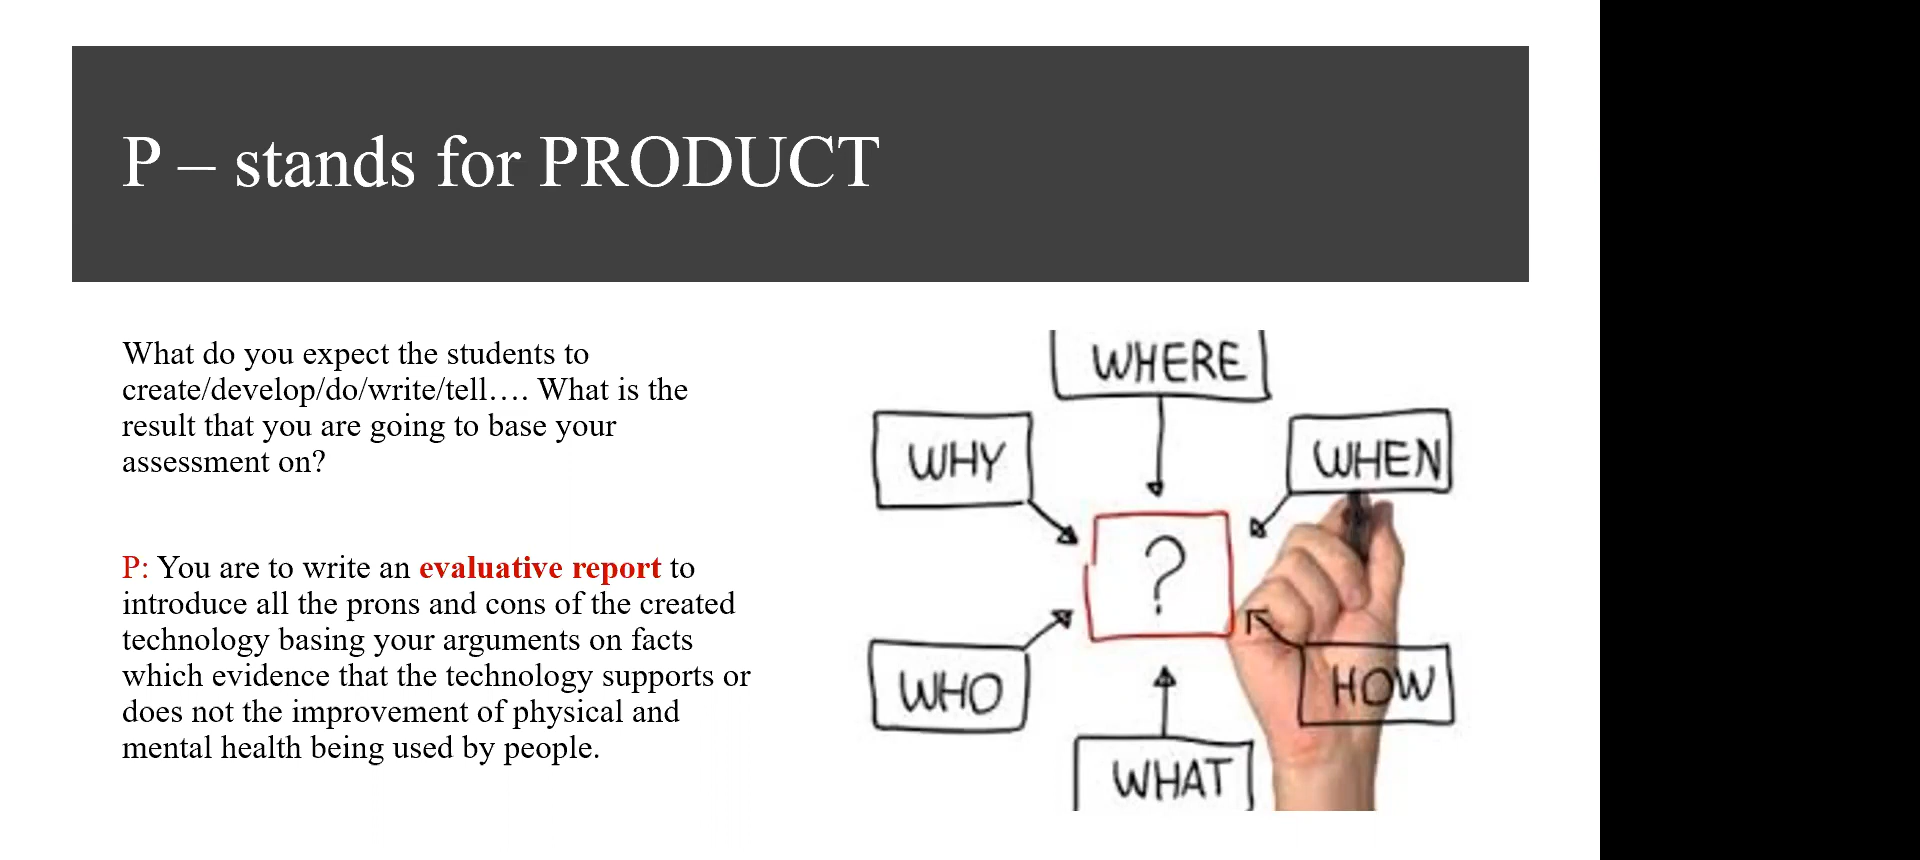 P – stands for PRODUCT
What do you expect the students to
create/develop/do/write/tell…. What is the
result that you are going to base your
assessment on?
P: You are to write an evaluative report to
introduce all the prons and cons of the created
technology basing your arguments on facts
which evidence that the technology supports or
does not the improvement of physical and
mental health being used by people.
WHERE
WHY
WHEN
?
WHO
HOW
WHAT